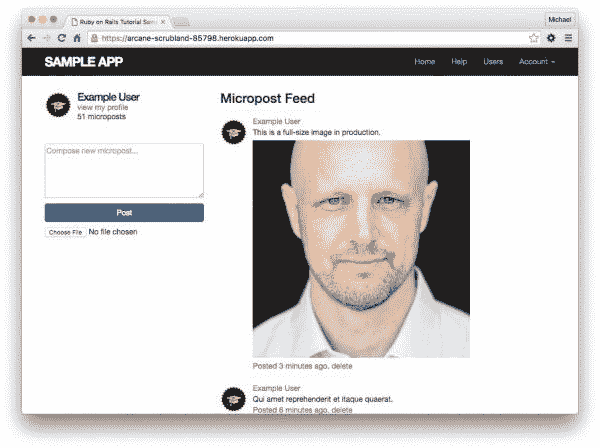 Ruby on Rails Tutorial Sam
Michael
https://arcane-scrubland-85798.herokuapp.com
SAMPLE APP
Home Help Users Account
Example User
view my profile
51 microposts
Compose new micropost...
Post
Choose File No file chosen
Micropost Feed
Example User
This is a full-size image in production.
Posted 3 minutes ago. delete
Example User
Qui amet reprehenderit et itaque quaerat.
Posted 6 minutes ago. delete